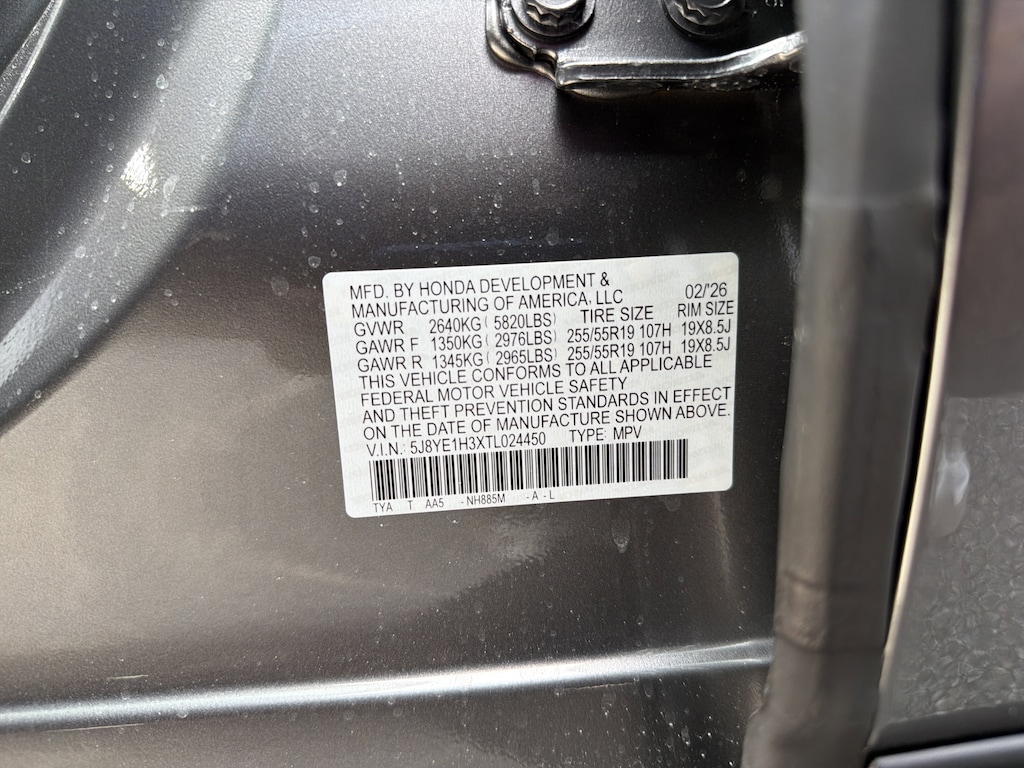 MFD. BY HONDA DEVELOPMENT &
MANUFACTURING OF AMERICA, LLC 02/'26
GVWR 2640KG ( 5820LBS) TIRE SIZE RIM SIZE
GAWR F 1350KG ( 2976LBS) 255/55R19 107H 19X8.5J
GAWR R 1345KG ( 2965LBS) 255/55R19 107H 19X8.5J
THIS VEHICLE CONFORMS TO ALL APPLICABLE
FEDERAL MOTOR VEHICLE SAFETY
AND THEFT PREVENTION STANDARDS IN EFFECT
ON THE DATE OF MANUFACTURE SHOWN ABOVE.
V.I.N.: 5J8YE1H3XTL024450 TYPE: MPV
TYA T AA5 -NH885M -A-L